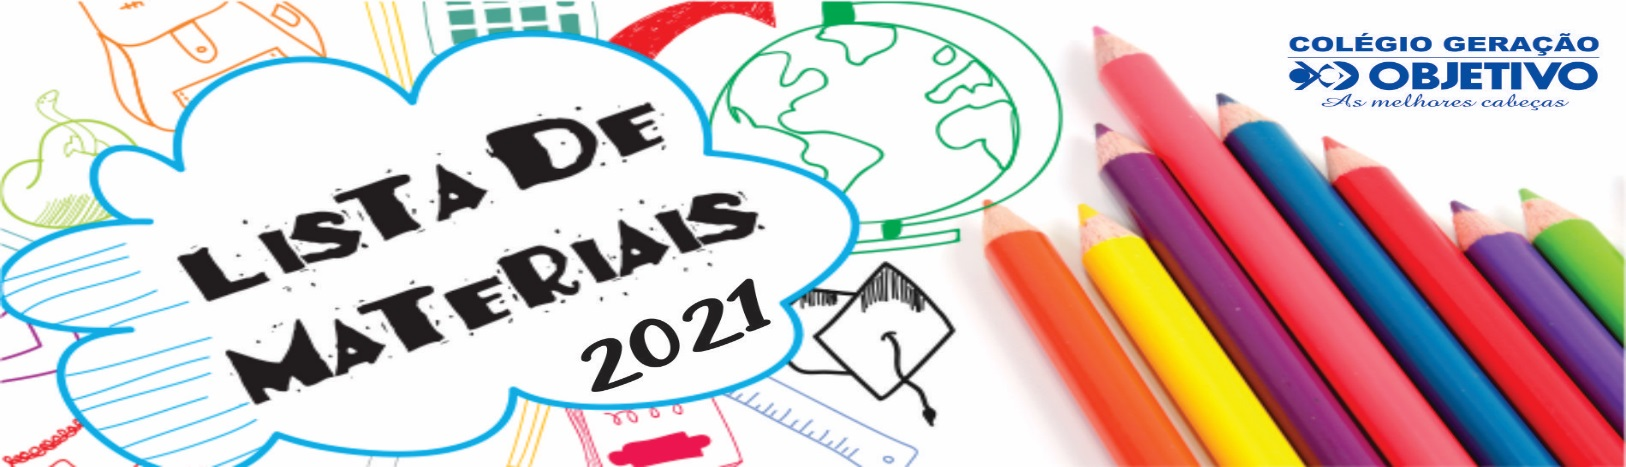 LISTA DE
MATERIAIS
2021
COLÉGIO GERAÇÃO
OBJETIVO
As melhores cabeças